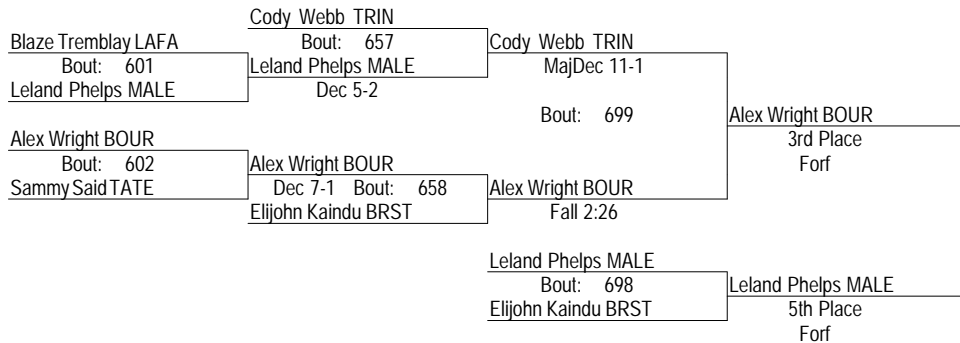 Cody Webb TRIN
Blaze Tremblay LAFA
Bout: 657
Cody Webb TRIN
Bout: 601
Leland Phelps MALE
MajDec 11-1
Leland Phelps MALE
Dec 5-2
Bout: 699
Alex Wright BOUR
Alex Wright BOUR
3rd Place
Bout: 602
Alex Wright BOUR
Forf
Sammy Said TATE
Dec 7-1 Bout: 658
Alex Wright BOUR
Elijohn Kaindu BRST
Fall 2:26
Leland Phelps MALE
Bout: 698
Leland Phelps MALE
Elijohn Kaindu BRST
5th Place
Forf